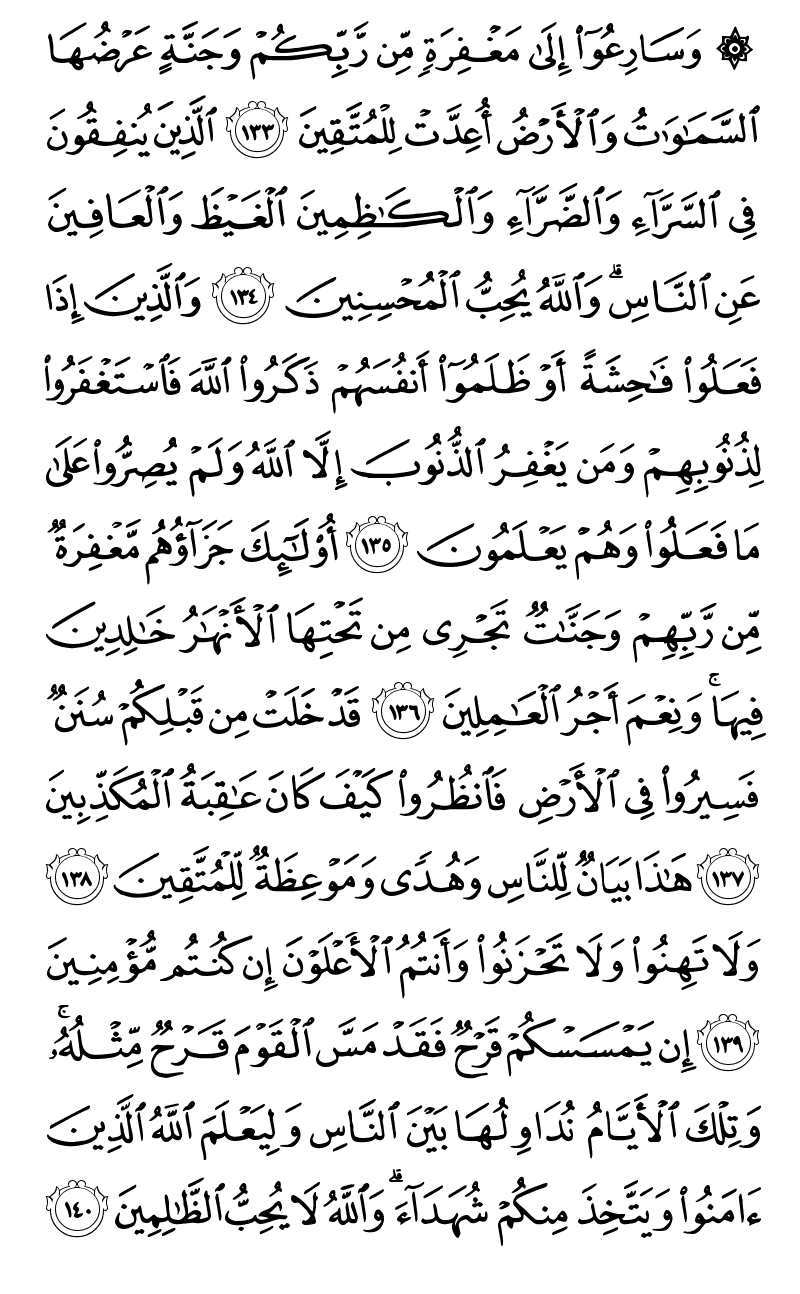 ۞ وَسَارِعُوٓا۟ إِلَىٰ مَغْفِرَةٍ مِّن رَّبِّكُمْ وَجَنَّةٍ عَرْضُهَا
ٱلسَّمَـٰوَٰتُ وَٱلْأَرْضُ أُعِدَّتْ لِلْمُتَّقِينَ ١٣٣ ٱلَّذِينَ يُنفِقُونَ
فِى ٱلسَّرَّآءِ وَٱلضَّرَّآءِ وَٱلْكَـٰظِمِينَ ٱلْغَيْظَ وَٱلْعَافِينَ
عَنِ ٱلنَّاسِ ۗ وَٱللَّهُ يُحِبُّ ٱلْمُحْسِنِينَ ١٣٤ وَٱلَّذِينَ إِذَا
فَعَلُوا۟ فَـٰحِشَةً أَوْ ظَلَمُوٓا۟ أَنفُسَهُمْ ذَكَرُوا۟ ٱللَّهَ فَٱسْتَغْفَرُوا۟
لِذُنُوبِهِمْ وَمَن يَغْفِرُ ٱلذُّنُوبَ إِلَّا ٱللَّهُ وَلَمْ يُصِرُّوا۟ عَلَىٰ
مَا فَعَلُوا۟ وَهُمْ يَعْلَمُونَ ١٣٥ أُو۟لَـٰٓئِكَ جَزَآؤُهُم مَّغْفِرَةٌ
مِّن رَّبِّهِمْ وَجَنَّـٰتٌ تَجْرِى مِن تَحْتِهَا ٱلْأَنْهَـٰرُ خَـٰلِدِينَ
فِيهَا ۚ وَنِعْمَ أَجْرُ ٱلْعَـٰمِلِينَ ١٣٦ قَدْ خَلَتْ مِن قَبْلِكُمْ سُنَنٌ
فَسِيرُوا۟ فِى ٱلْأَرْضِ فَٱنظُرُوا۟ كَيْفَ كَانَ عَـٰقِبَةُ ٱلْمُكَذِّبِينَ
١٣٧ هَـٰذَا بَيَانٌ لِّلنَّاسِ وَهُدًى وَمَوْعِظَةٌ لِّلْمُتَّقِينَ ١٣٨
وَلَا تَهِنُوا۟ وَلَا تَحْزَنُوا۟ وَأَنتُمُ ٱلْأَعْلَوْنَ إِن كُنتُم مُّؤْمِنِينَ
١٣٩ إِن يَمْسَسْكُمْ قَرْحٌ فَقَدْ مَسَّ ٱلْقَوْمَ قَرْحٌ مِّثْلُهُۥ ۚ
وَتِلْكَ ٱلْأَيَّامُ نُدَاوِلُهَا بَيْنَ ٱلنَّاسِ وَلِيَعْلَمَ ٱللَّهُ ٱلَّذِينَ
ءَامَنُوا۟ وَيَتَّخِذَ مِنكُمْ شُهَدَآءَ ۗ وَٱللَّهُ لَا يُحِبُّ ٱلظَّـٰلِمِينَ ١٤٠